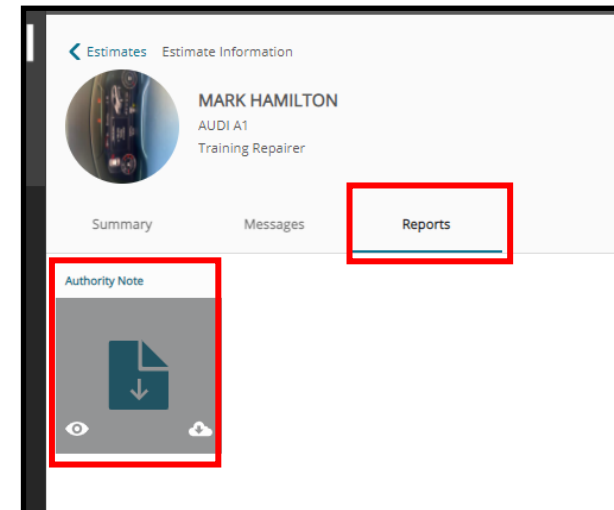 Estimates Estimate Information
MARK HAMILTON
AUDI A1
Training Repairer
Summary Messages Reports
Authority Note